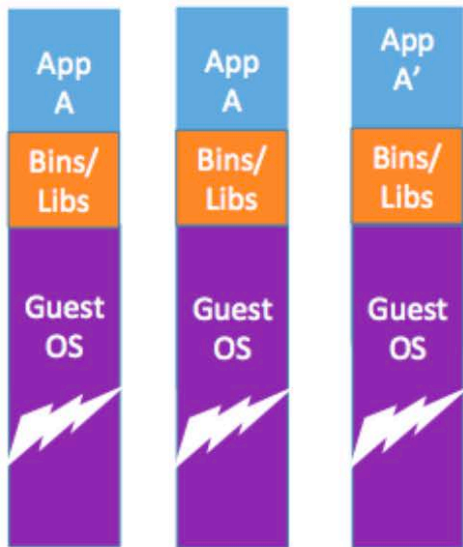 App
A
Bins/
Libs
Guest
OS
App
A
Bins/
Libs
Guest
OS
App
A’
Bins/
Libs
Guest
OS